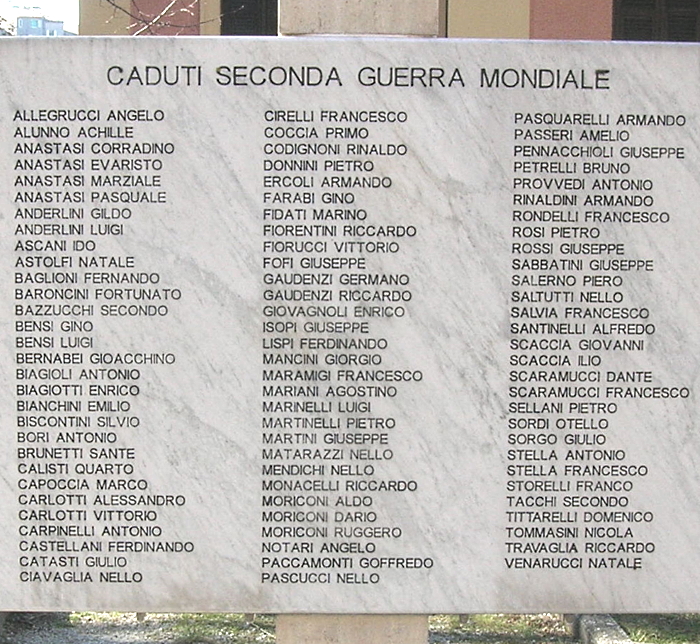 CADUTI SECONDA GUERRA MONDIALE
ALLEGRUCCI ANGELO
ALUNNO ACHILLE
ANASTASI CORRADINO
ANASTASI EVARISTO
ANASTASI MARZIALE
ANASTASI PASQUALE
ANDERLINI GILDO
ANDERLINI LUIGI
ASCANI IDO
ASTOLFI NATALE
BAGLIONI FERNANDO
BARONCINI FORTUNATO
BAZZUCCHI SECONDO
BENSI GINO
BENSI LUIGI
BERNABEI GIOACCHINO
BIAGIOLI ANTONIO
BIAGIOTTI ENRICO
BIANCHINI EMILIO
BISCONTINI SILVIO
BORI ANTONIO
BRUNETTI SANTE
CALISTI QUARTO
CAPOCCIA MARCO
CARLOTTI ALESSANDRO
CARLOTTI VITTORIO
CARPINELLI ANTONIO
CASTELLANI FERDINANDO
CATASTI GIULIO
CIAVAGLIA NELLO
CIRELLI FRANCESCO
COCCIA PRIMO
CODIGNONI RINALDO
DONNINI PIETRO
ERCOLI ARMANDO
FARABI GINO
FIDATI MARINO
FIORENTINI RICCARDO
FIORUCCI VITTORIO
FOFI GIUSEPPE
GAUDENZI GERMANO
GAUDENZI RICCARDO
GIOVAGNOLI ENRICO
ISOPI GIUSEPPE
LISPI FERDINANDO
MANCINI GIORGIO
MARAMIGI FRANCESCO
MARIANI AGOSTINO
MARINELLI LUIGI
MARTINELLI PIETRO
MARTINI GIUSEPPE
MATARAZZI NELLO
MENDICHI NELLO
MONACELLI RICCARDO
MORICONI ALDO
MORICONI DARIO
MORICONI RUGGERO
NOTARI ANGELO
PACCAMONTI GOFFREDO
PASCUCCI NELLO
PASQUARELLI ARMANDO
PASSERI AMELIO
PENNACCHIOLI GIUSEPPE
PETRELLI BRUNO
PROVVEDI ANTONIO
RINALDINI ARMANDO
RONDELLI FRANCESCO
ROSI PIETRO
ROSSI GIUSEPPE
SABBATINI GIUSEPPE
SALERNO PIERO
SALTUTTI NELLO
SALVIA FRANCESCO
SANTINELLI ALFREDO
SCACCIA GIOVANNI
SCACCIA ILIO
SCARAMUCCI DANTE
SCARAMUCCI FRANCESCO
SELLANI PIETRO
SORDI OTELLO
SORGO GIULIO
STELLA ANTONIO
STELLA FRANCESCO
STORELLI FRANCO
TACCHI SECONDO
TITTARELLI DOMENICO
TOMMASINI NICOLA
TRAVAGLIA RICCARDO
VENARUCCI NATALE